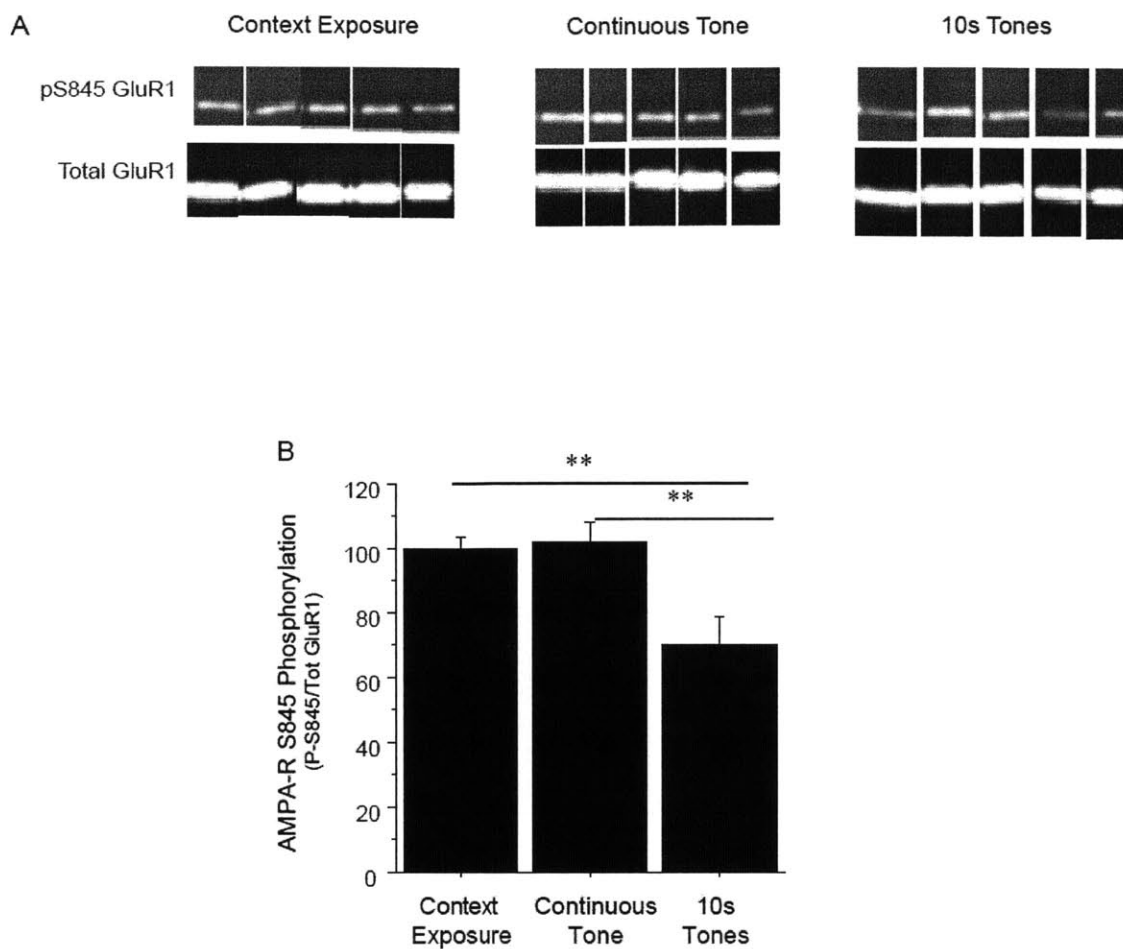 A
Context Exposure
Continuous Tone
10s Tones
pS845 GluR1
Total GluR1
B
**
**
AMPA-R S845 Phosphorylation
(P-S845/Tot GluR1)
120
100
80
60
40
20
0
Context
Exposure
Continuous
Tone
10s
Tones